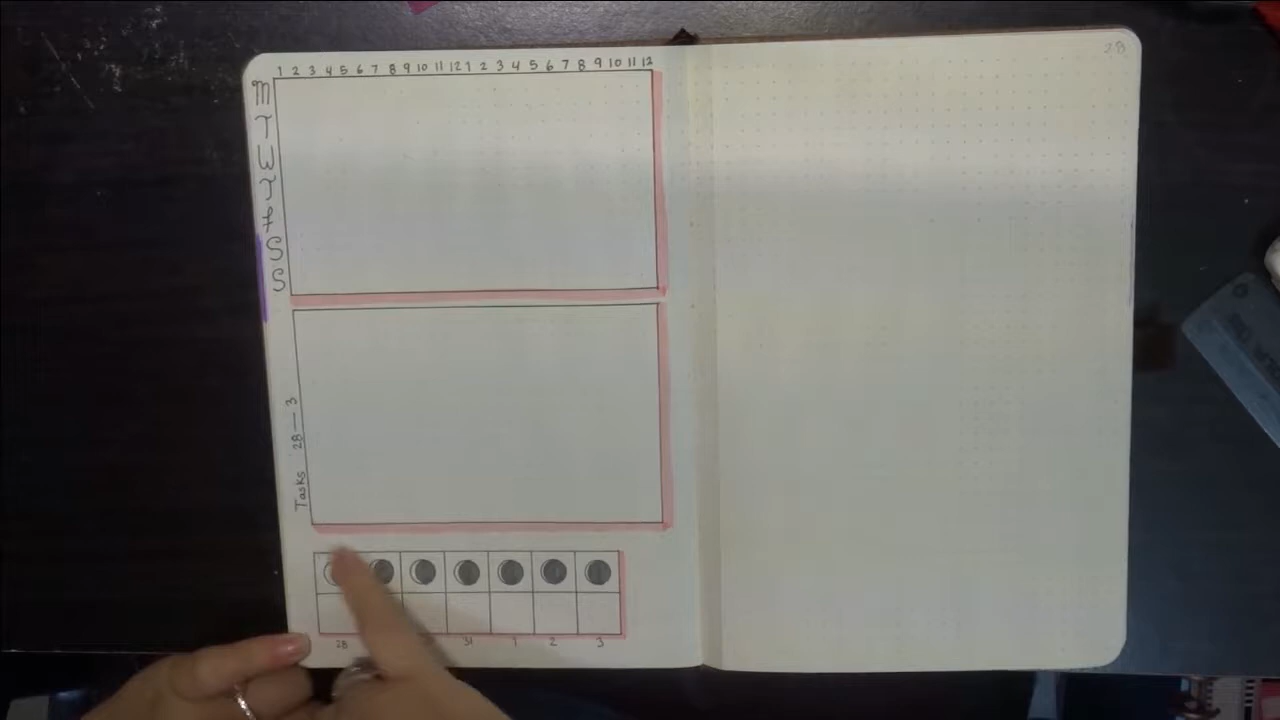 28
1 2 3 4 5 6 7 8 9 10 11 12 1 2 3 4 5 6 7 8 9 10 11 12
M
T
W
T
F
S
S
Tasks 28 — 3
28 31 1 2 3